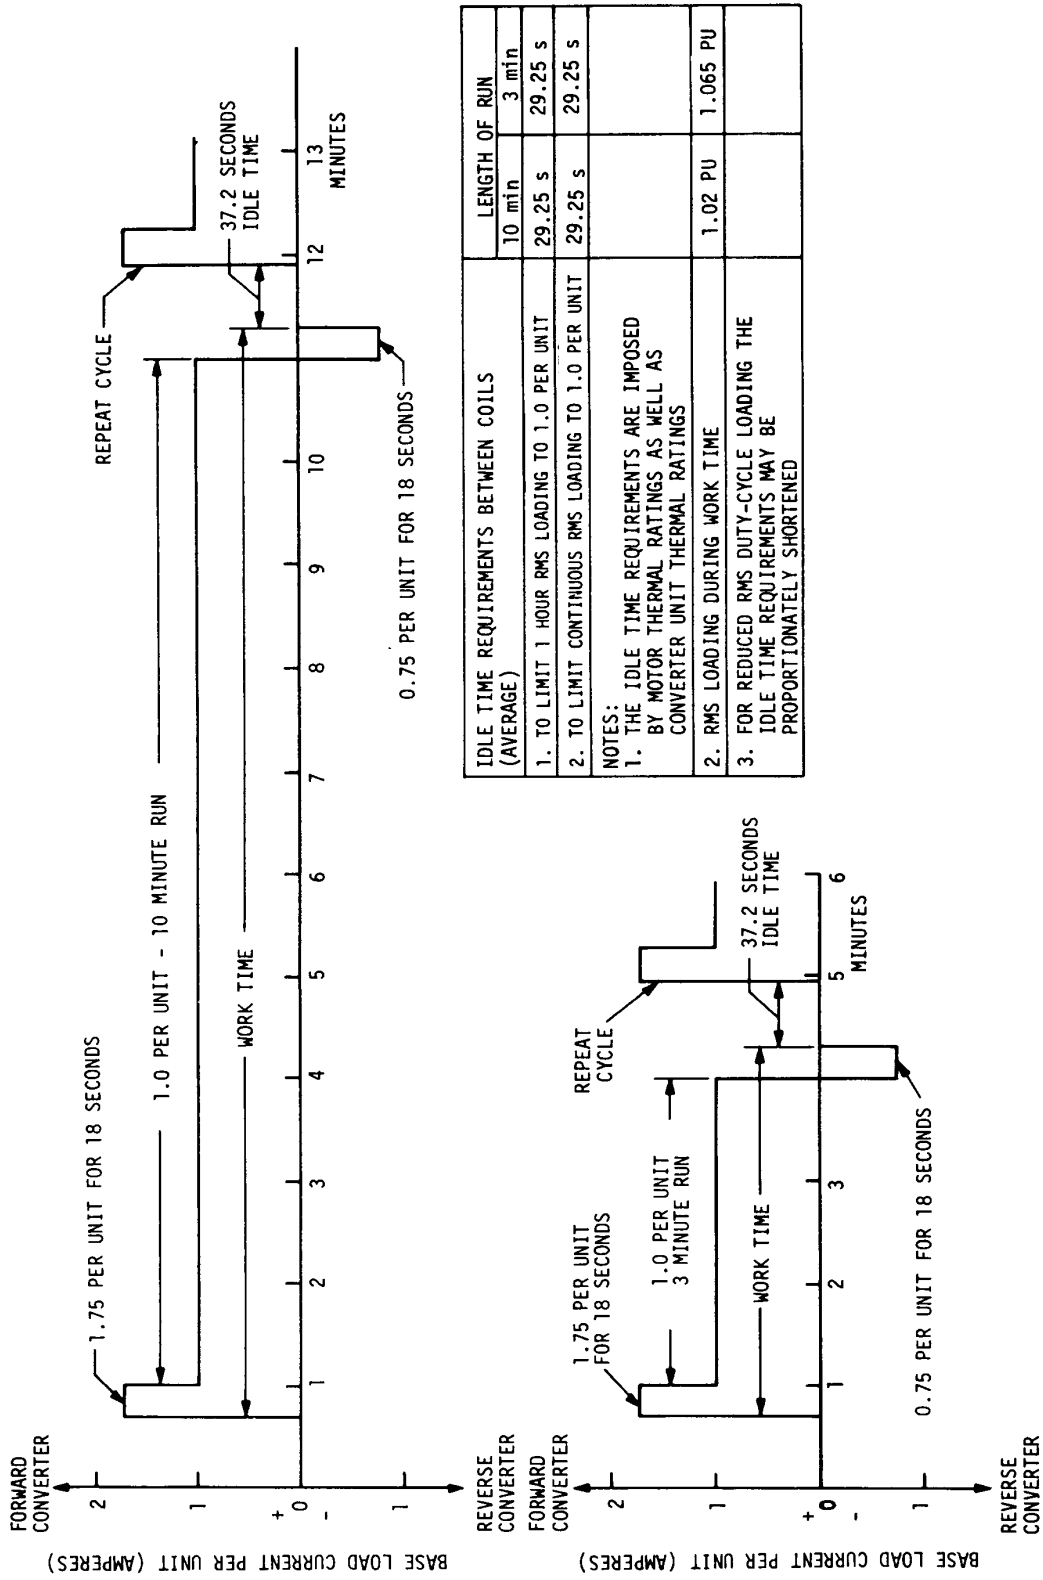 FORWARD
CONVERTER
BASE LOAD CURRENT PER UNIT (AMPERES)
2
1
+
0
-
1
REVERSE
CONVERTER
1.75 PER UNIT FOR 18 SECONDS
1.0 PER UNIT - 10 MINUTE RUN
WORK TIME
REPEAT CYCLE
37.2 SECONDS
IDLE TIME
0.75 PER UNIT FOR 18 SECONDS
1
2
3
4
5
6
7
8
9
10
12
13
MINUTES
FORWARD
CONVERTER
BASE LOAD CURRENT PER UNIT (AMPERES)
2
1
+
0
-
1
REVERSE
CONVERTER
1.75 PER UNIT
FOR 18 SECONDS
1.0 PER UNIT
3 MINUTE RUN
WORK TIME
REPEAT
CYCLE
37.2 SECONDS
IDLE TIME
0.75 PER UNIT FOR 18 SECONDS
1
2
3
4
5
6
MINUTES
IDLE TIME REQUIREMENTS BETWEEN COILS
(AVERAGE)
LENGTH OF RUN
10 min
3 min
1. TO LIMIT 1 HOUR RMS LOADING TO 1.0 PER UNIT 29.25 s 29.25 s
2. TO LIMIT CONTINUOUS RMS LOADING TO 1.0 PER UNIT 29.25 s 29.25 s
NOTES:
1. THE IDLE TIME REQUIREMENTS ARE IMPOSED
BY MOTOR THERMAL RATINGS AS WELL AS
CONVERTER UNIT THERMAL RATINGS
2. RMS LOADING DURING WORK TIME 1.02 PU 1.065 PU
3. FOR REDUCED RMS DUTY-CYCLE LOADING THE
IDLE TIME REQUIREMENTS MAY BE
PROPORTIONATELY SHORTENED